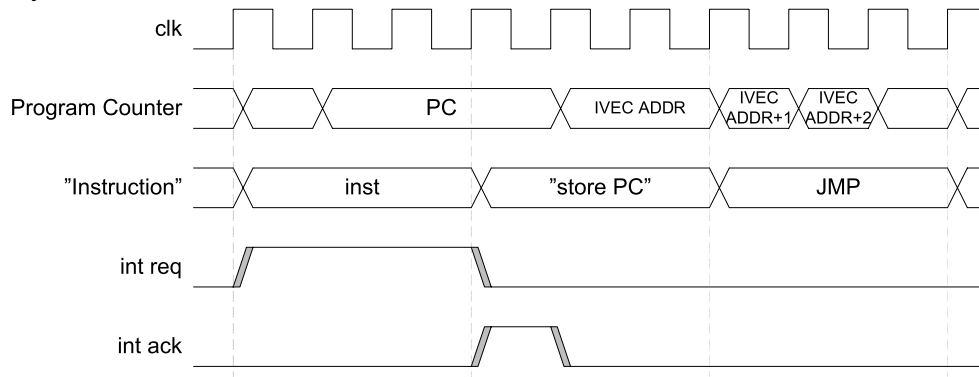 clk
Program Counter
PC
IVEC ADDR
IVEC
ADDR+1
IVEC
ADDR+2
”Instruction”
inst
”store PC”
JMP
int req
int ack